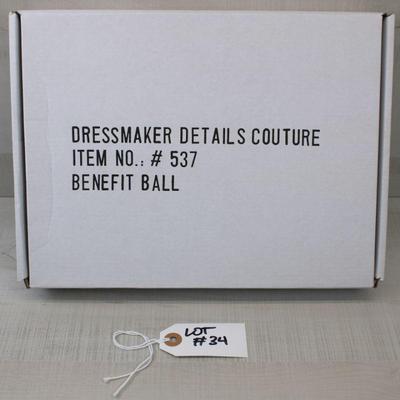 DRESSMAKER DETAILS COUTURE
ITEM NO.: # 537
BENEFIT BALL
LOT
#34